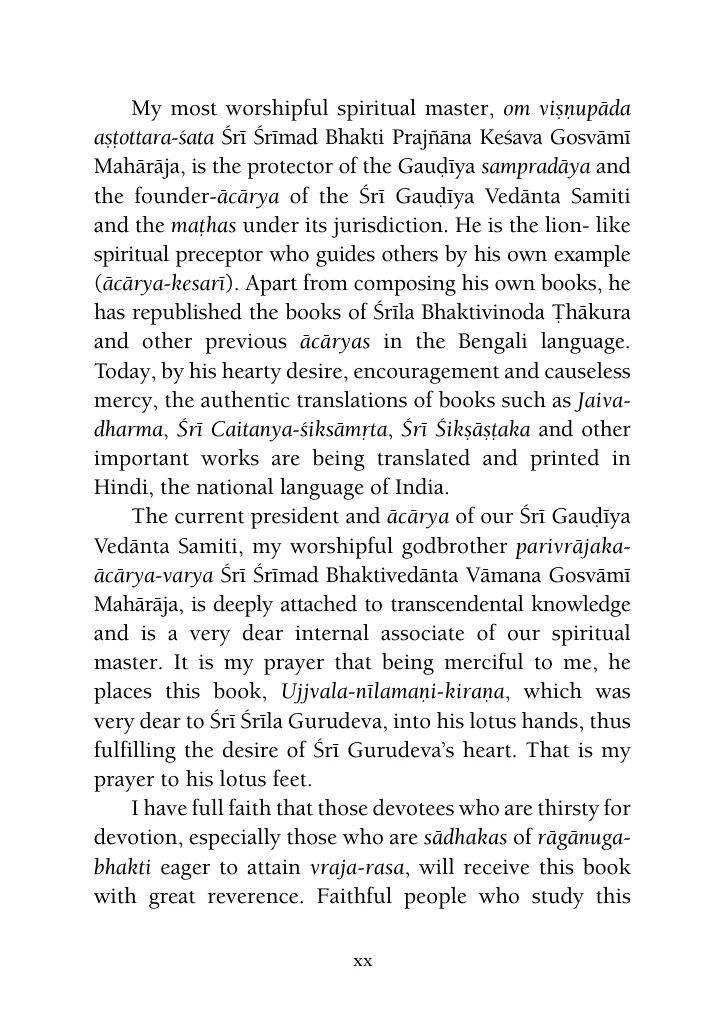 My most worshipful spiritual master, om viṣṇupāda
aṣṭottara-śata Śrī Śrīmad Bhakti Prajñāna Keśava Gosvāmī
Mahārāja, is the protector of the Gauḍīya sampradāya and
the founder-ācārya of the Śrī Gauḍīya Vedānta Samiti
and the maṭhas under its jurisdiction. He is the lion- like
spiritual preceptor who guides others by his own example
(ācārya-kesarī). Apart from composing his own books, he
has republished the books of Śrīla Bhaktivinoda Ṭhākura
and other previous ācāryas in the Bengali language.
Today, by his hearty desire, encouragement and causeless
mercy, the authentic translations of books such as Jaiva-
dharma, Śrī Caitanya-śiksāmṛta, Śrī Śikṣāṣṭaka and other
important works are being translated and printed in
Hindi, the national language of India.
The current president and ācārya of our Śrī Gauḍīya
Vedānta Samiti, my worshipful godbrother parivrājaka-
ācārya-varya Śrī Śrīmad Bhaktivedānta Vāmana Gosvāmī
Mahārāja, is deeply attached to transcendental knowledge
and is a very dear internal associate of our spiritual
master. It is my prayer that being merciful to me, he
places this book, Ujjvala-nīlamaṇi-kiraṇa, which was
very dear to Śrī Śrīla Gurudeva, into his lotus hands, thus
fulfilling the desire of Śrī Gurudeva’s heart. That is my
prayer to his lotus feet.
I have full faith that those devotees who are thirsty for
devotion, especially those who are sādhakas of rāgānuga-
bhakti eager to attain vraja-rasa, will receive this book
with great reverence. Faithful people who study this
xx